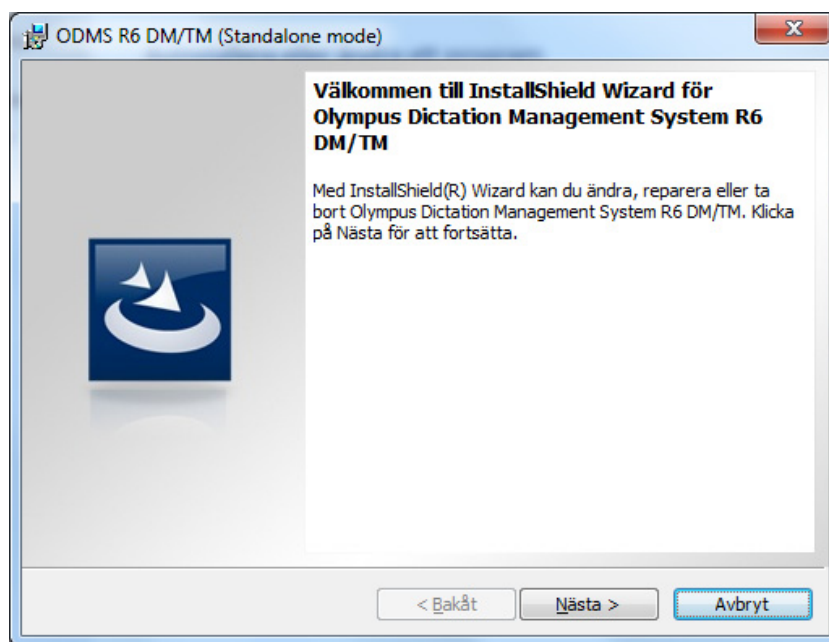 ODMS R6 DM/TM (Standalone mode)
Välkommen till InstallShield Wizard för
Olympus Dictation Management System R6
DM/TM
Med InstallShield(R) Wizard kan du ändra, reparera eller ta
bort Olympus Dictation Management System R6 DM/TM. Klicka
på Nästa för att fortsätta.
< Bakåt
Nästa >
Avbryt